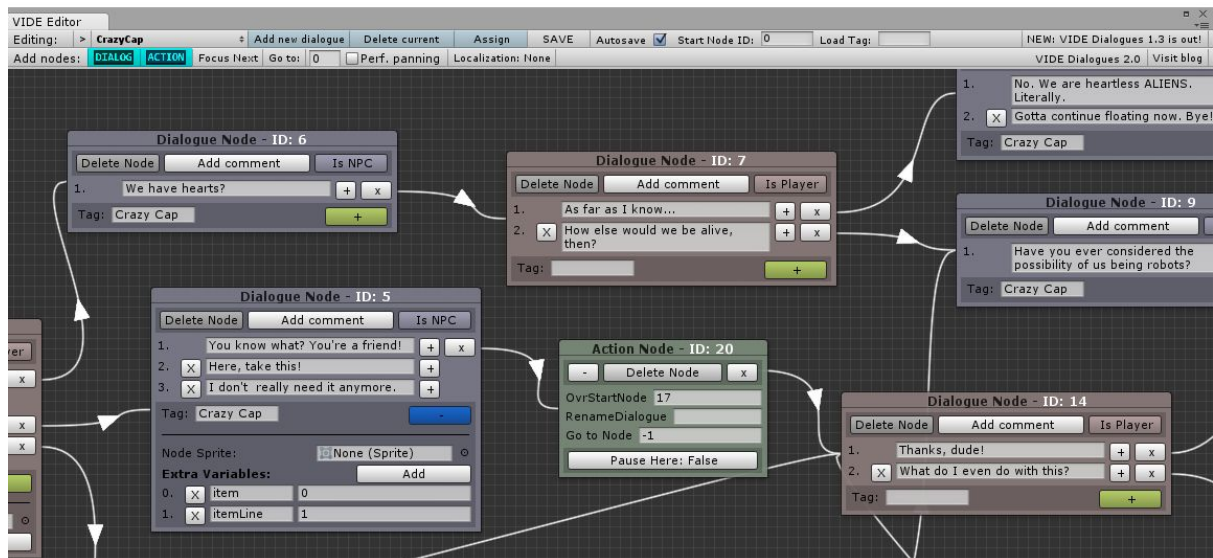 VIDE Editor
Editing: > CrazyCap Add new dialogue Delete current Assign SAVE Autosave Start Node ID: 0 Load Tag: NEW: VIDE Dialogues 1.3 is out!
Add nodes: DIALOG ACTION Focus Next Go to: 0 Perf. panning Localization: None VIDE Dialogues 2.0 Visit blog
1. No. We are heartless ALIENS.
Literally.
2. X Gotta continue floating now. Bye!
Tag: Crazy Cap
Dialogue Node - ID: 6
Delete Node Add comment Is NPC
1. We have hearts? + x
Tag: Crazy Cap +
Dialogue Node - ID: 7
Delete Node Add comment Is Player
1. As far as I know... + x
2. X How else would we be alive, + x
then?
Tag: +
Dialogue Node - ID: 9
Delete Node Add comment
1. Have you ever considered the
possibility of us being robots?
Tag: Crazy Cap
Dialogue Node - ID: 5
Delete Node Add comment Is NPC
1. You know what? You're a friend! + x
2. X Here, take this! +
3. X I don't really need it anymore. +
Tag: Crazy Cap -
Node Sprite: None (Sprite)
Extra Variables: Add
0. X item 0
1. X itemLine 1
Action Node - ID: 20
- Delete Node x
OvrStartNode 17
RenameDialogue
Go to Node -1
Pause Here: False
Dialogue Node - ID: 14
Delete Node Add comment Is Player
1. Thanks, dude! + x
2. X What do I even do with this? + x
Tag: +
yer
x
x
x